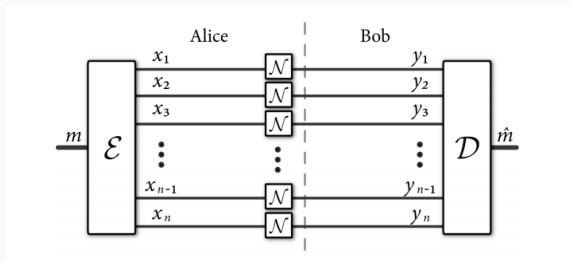 Alice Bob
x₁ 𝒩 y₁
x₂ 𝒩 y₂
x₃ 𝒩 y₃
m ℰ 𝒟 m̂
xₙ₋₁ 𝒩 yₙ₋₁
xₙ 𝒩 yₙ